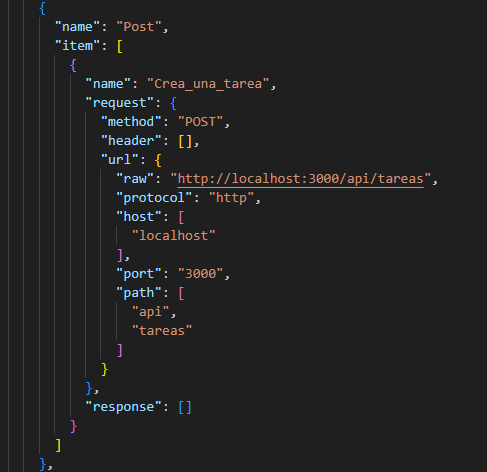 {
"name": "Post",
"item": [
{
"name": "Crea_una_tarea",
"request": {
"method": "POST",
"header": [],
"url": {
"raw": "http://localhost:3000/api/tareas",
"protocol": "http",
"host": [
"localhost"
],
"port": "3000",
"path": [
"api",
"tareas"
]
}
},
"response": []
}
]
},